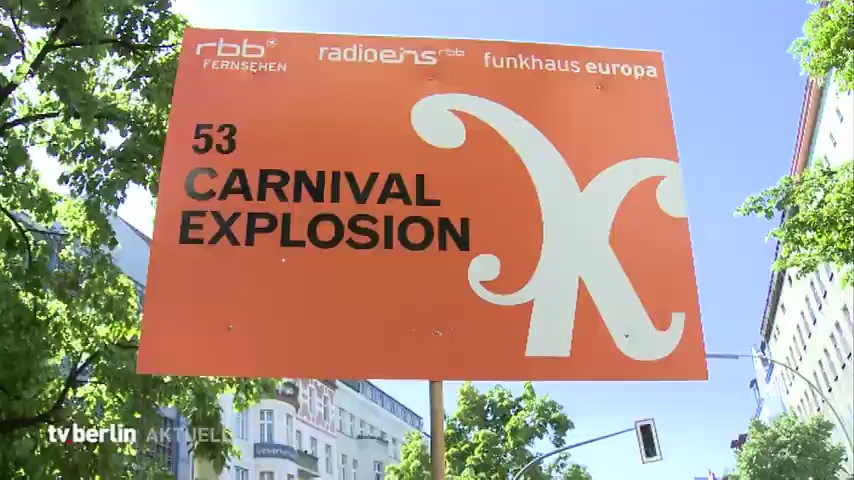 rbb
FERNSEHEN
radioeins rbb
funkhaus europa
53
CARNIVAL
EXPLOSION
tv.berlin AKTUELL